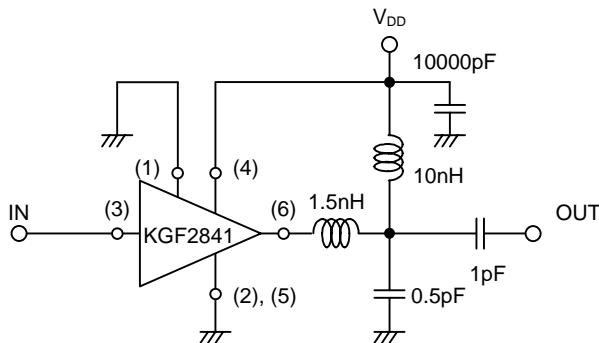 VDD
10000pF
(1)
(4)
10nH
1.5nH
IN
(3)
KGF2841
(6)
OUT
1pF
0.5pF
(2), (5)